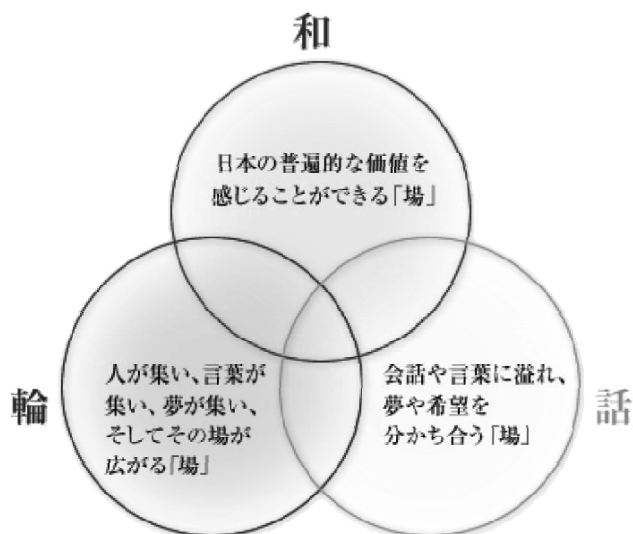 和
日本の普遍的な価値を
感じることができる「場」
輪
人が集い、言葉が
集い、夢が集い、
そしてその場が
広がる「場」
会話や言葉に溢れ、
夢や希望を
分かち合う「場」
話